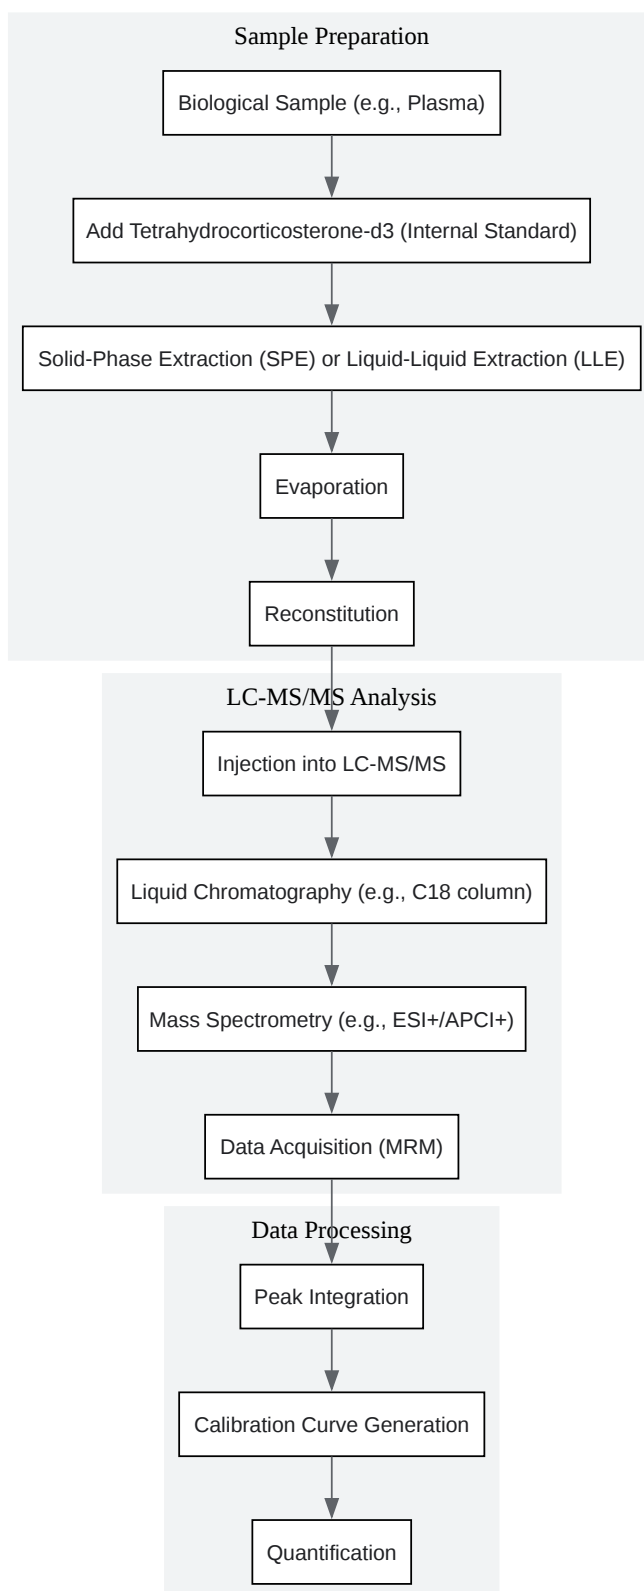 Sample Preparation
Biological Sample (e.g., Plasma)
Add Tetrahydrocorticosterone-d3 (Internal Standard)
Solid-Phase Extraction (SPE) or Liquid-Liquid Extraction (LLE)
Evaporation
Reconstitution
LC-MS/MS Analysis
Injection into LC-MS/MS
Liquid Chromatography (e.g., C18 column)
Mass Spectrometry (e.g., ESI+/APCI+)
Data Acquisition (MRM)
Data Processing
Peak Integration
Calibration Curve Generation
Quantification